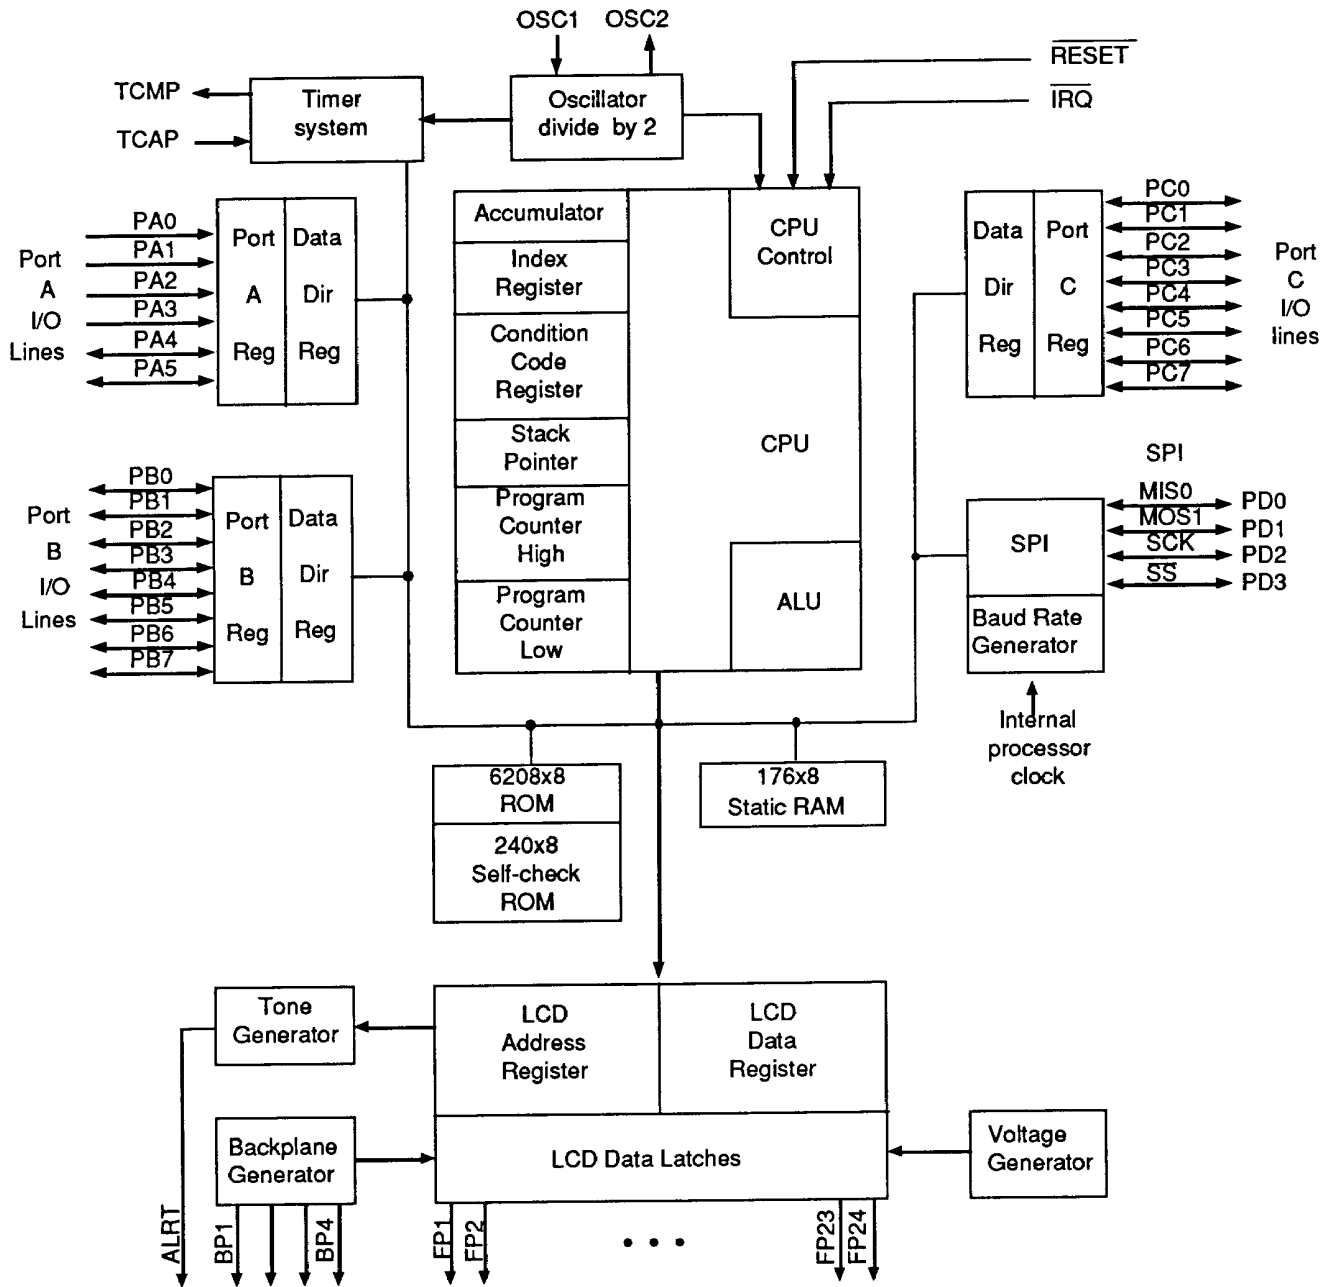 OSC1 OSC2
RESET
IRQ
TCMP
TCAP
Timer
system
Oscillator
divide by 2
Port
A
I/O
Lines
PA0
PA1
PA2
PA3
PA4
PA5
Port
A
Reg
Data
Dir
Reg
Accumulator
Index
Register
Condition
Code
Register
Stack
Pointer
Program
Counter
High
Program
Counter
Low
CPU
Control
CPU
ALU
Data
Dir
Reg
Port
C
Reg
PC0
PC1
PC2
PC3
PC4
PC5
PC6
PC7
Port
C
I/O
lines
Port
B
I/O
Lines
PB0
PB1
PB2
PB3
PB4
PB5
PB6
PB7
Port
B
Reg
Data
Dir
Reg
SPI
SPI
Baud Rate
Generator
MIS0
MOS1
SCK
SS
PD0
PD1
PD2
PD3
Internal
processor
clock
6208x8
ROM
240x8
Self-check
ROM
176x8
Static RAM
Tone
Generator
LCD
Address
Register
LCD
Data
Register
Backplane
Generator
LCD Data Latches
Voltage
Generator
ALRT
BP1
BP4
FP1
FP2
• • •
FP23
FP24